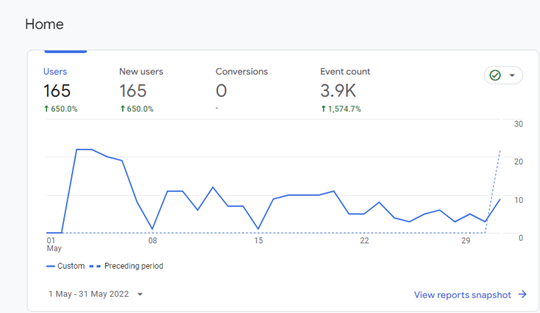 Home
Users New users Conversions Event count
165 165 0 3.9K
↑ 650.0% ↑ 650.0% - ↑ 1,574.7%
30
20
10
0
01 08 15 22 29
May
Custom Preceding period
1 May - 31 May 2022 View reports snapshot →